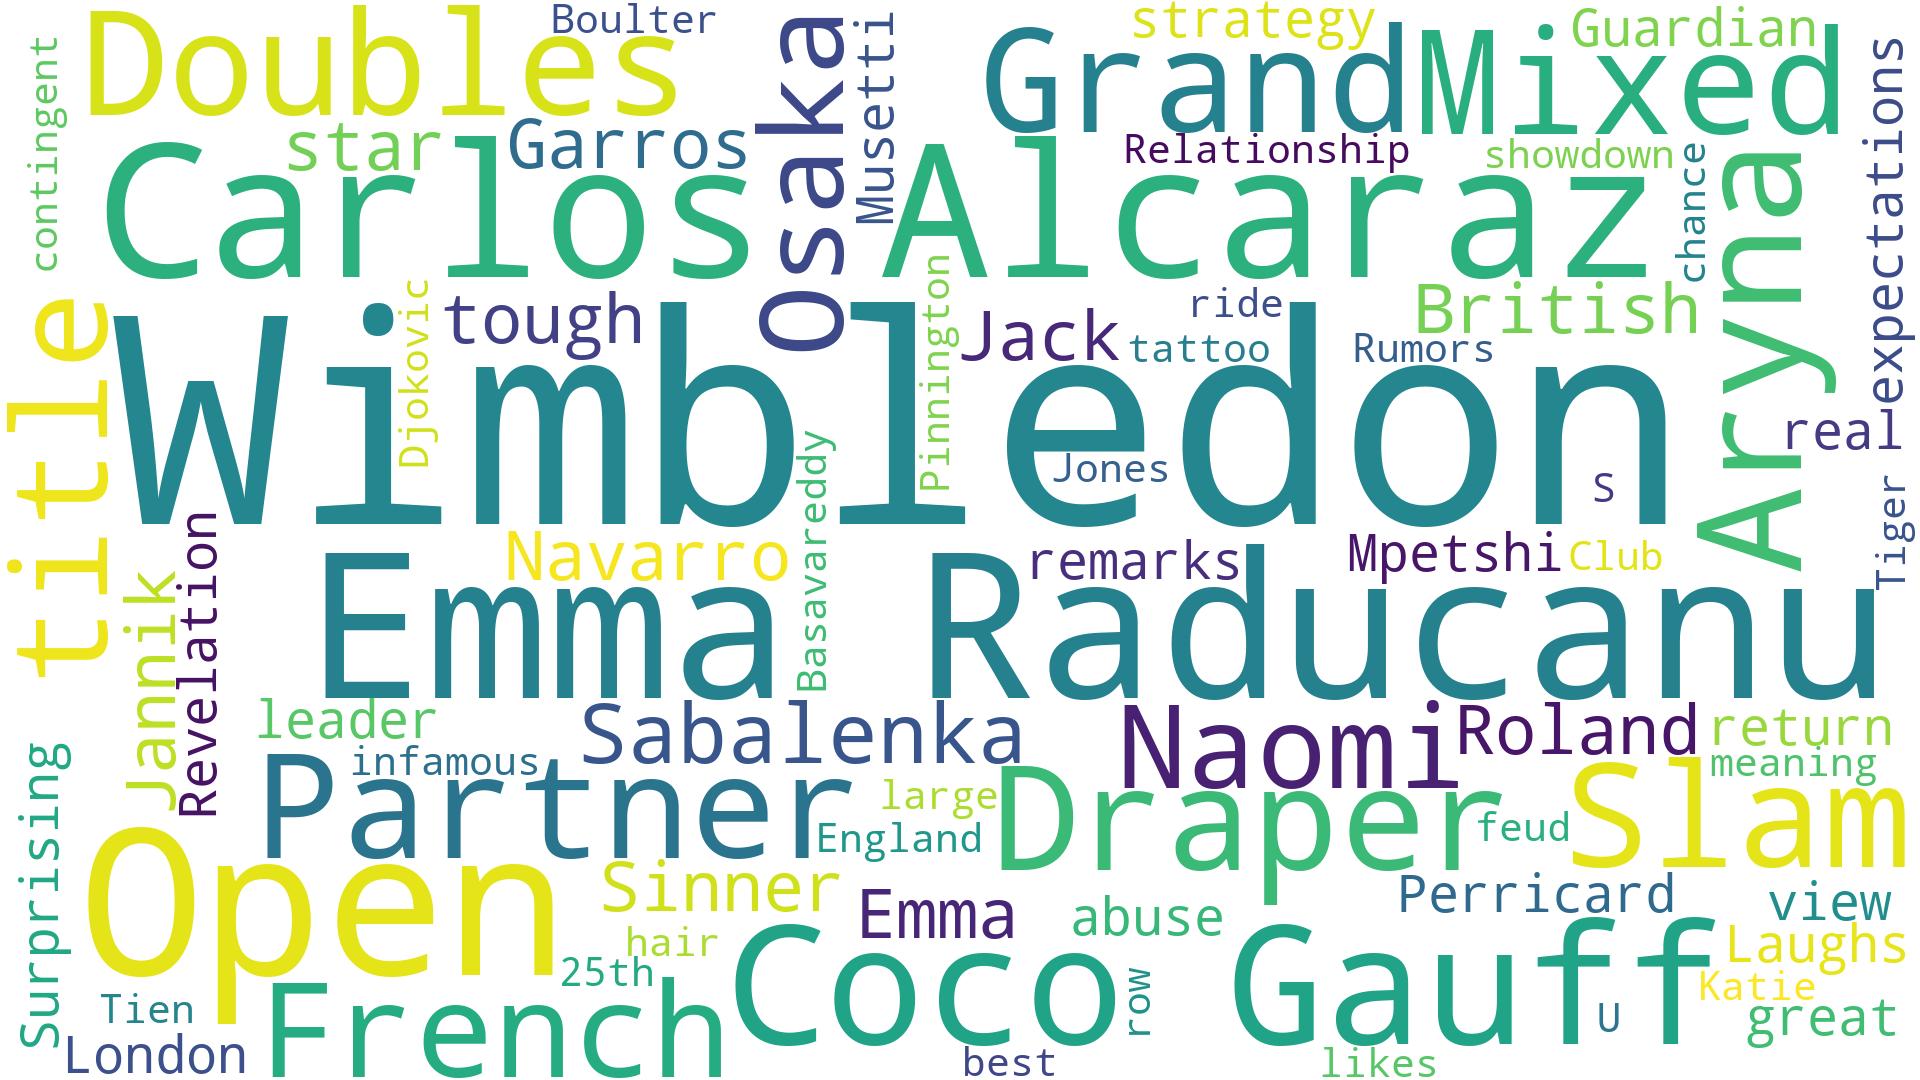 Boulter
strategy
Guardian
Doubles
Grand
Mixed
contingent
star
Garros
Osaka
Musetti
Relationship
showdown
chance
expectations
Carlos
Alcaraz
Aryna
title
Djokovic
tough
Pinnington
Jack
ride
tattoo
Rumors
British
real
Wimbledon
Jones
S
Tiger
Basavareddy
Revelation
Jannik
Navarro
remarks
Mpetshi
Club
Emma
Raducanu
leader
Sabalenka
Naomi
Roland
return
meaning
infamous
Partner
large
England
Draper
feud
Slam
Surprising
Open
Sinner
Emma
abuse
Perricard
view
hair
25th
Laughs
Katie
Coco
Gauff
row
U
great
Tien
London
French
best
likes